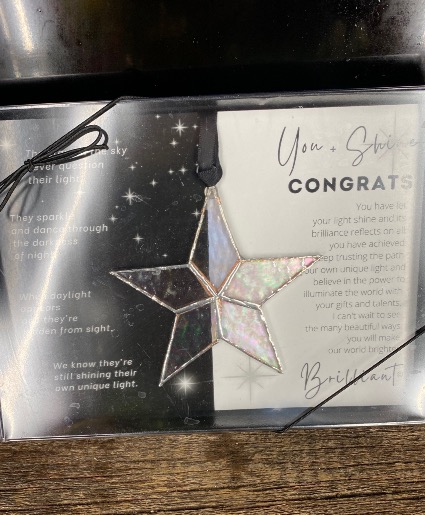 the sky
question
their light.
They sparkle
and dance through
the darkness
of night.
When daylight
they're
from sight,
We know they're
still shining their
own unique light.
You + Shine
CONGRATS
You have let
your light shine and its
brilliance reflects on all
you have achieved
trusting the path
own unique light and
believe in the power to
illuminate the world with
your gifts and talents.
I can't wait to see
the many beautiful ways
you will make
our world bright
Brilliant